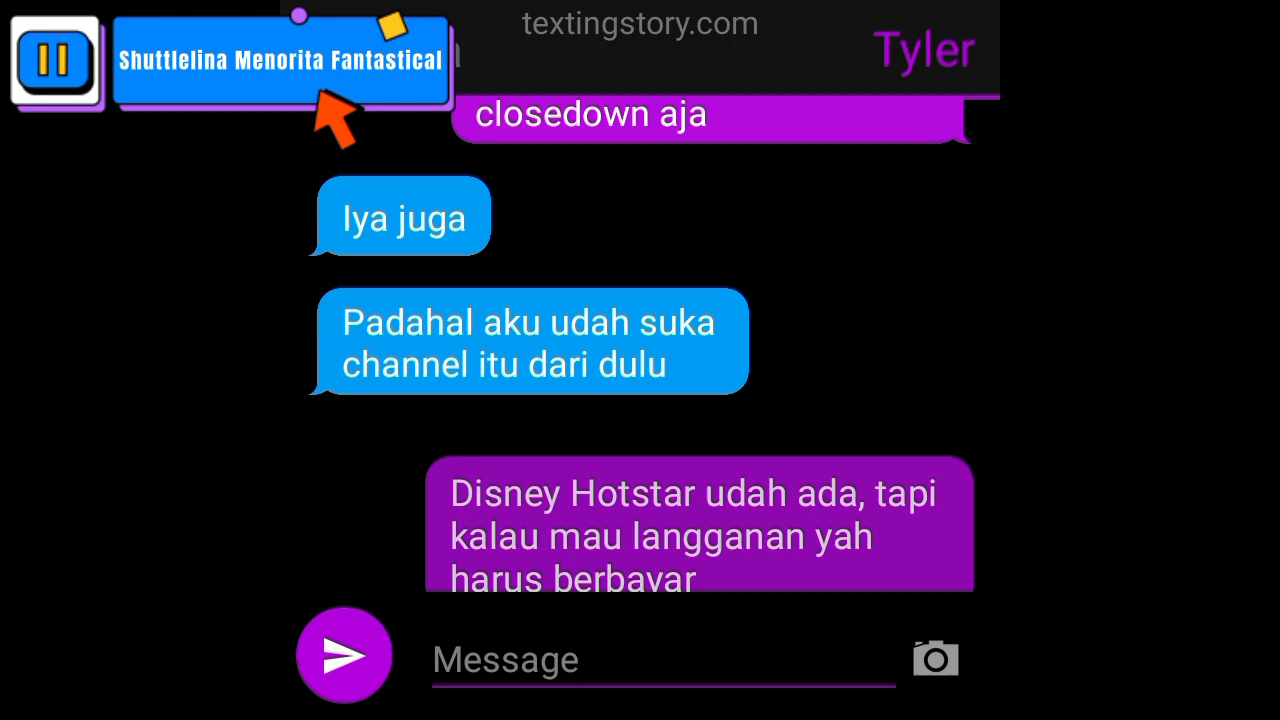 textingstory.com
Shuttlelina Menorita Fantastical
Tyler
closedown aja
Iya juga
Padahal aku udah suka
channel itu dari dulu
Disney Hotstar udah ada, tapi
kalau mau langganan yah
harus berbayar
Message